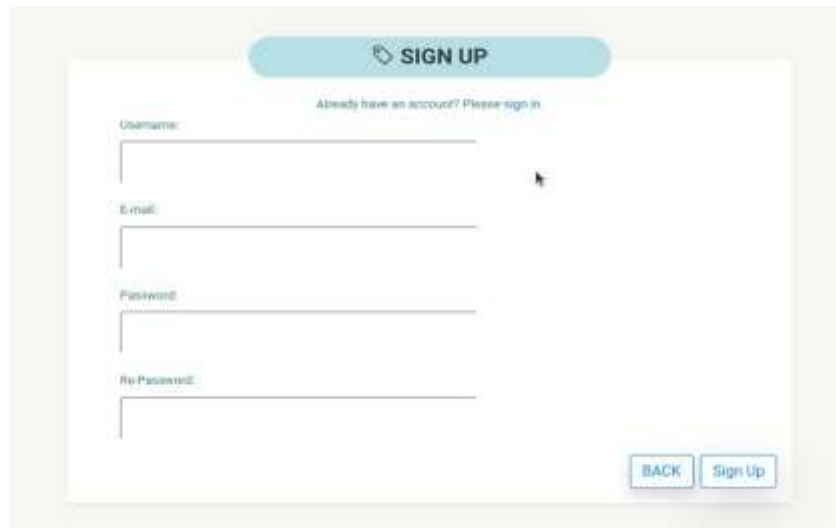 SIGN UP
Already have an account? Please sign in.
Username:
E-mail:
Password:
Re-Password:
BACK
Sign Up